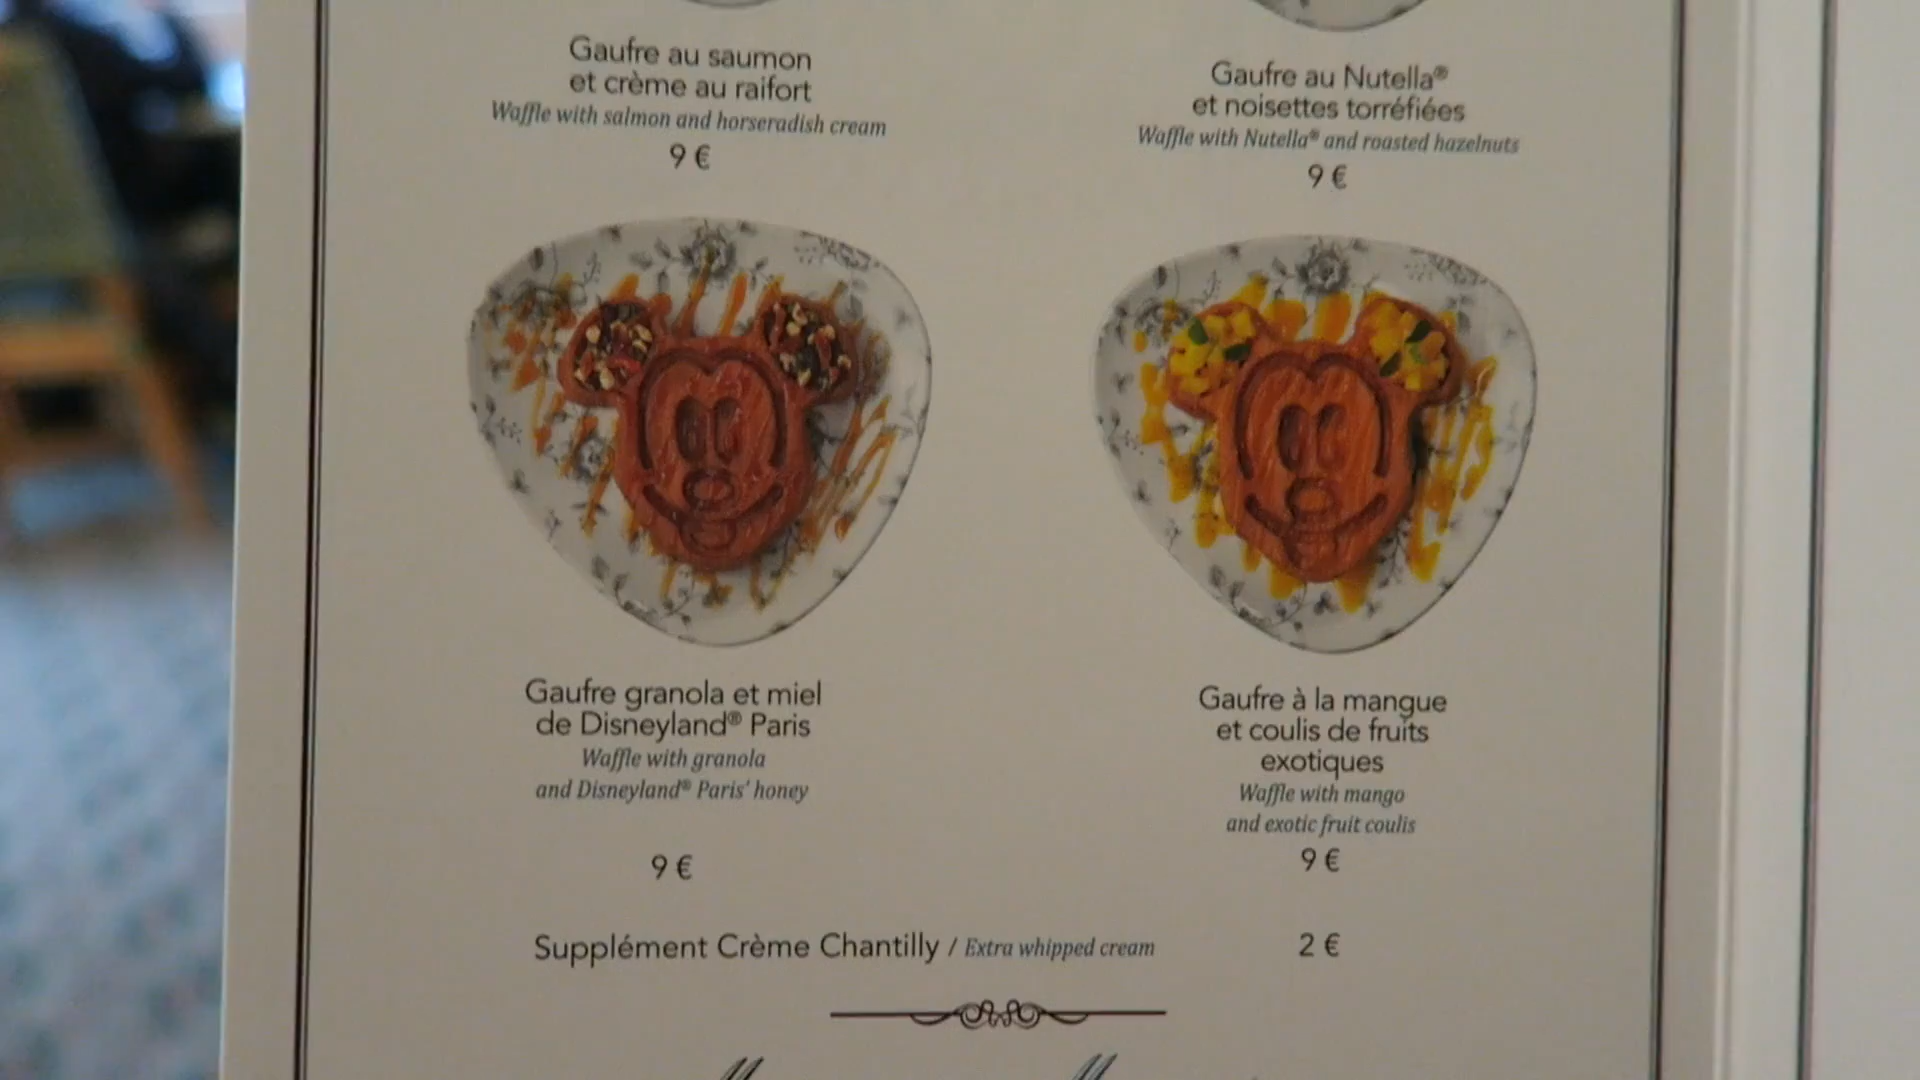 Gaufre au saumon
et crème au raifort
Waffle with salmon and horseradish cream
9 €
Gaufre au Nutella®
et noisettes torréfiées
Waffle with Nutella® and roasted hazelnuts
9 €
Gaufre granola et miel
de Disneyland® Paris
Waffle with granola
and Disneyland® Paris' honey
9 €
Gaufre à la mangue
et coulis de fruits
exotiques
Waffle with mango
and exotic fruit coulis
9 €
Supplément Crème Chantilly / Extra whipped cream 2 €